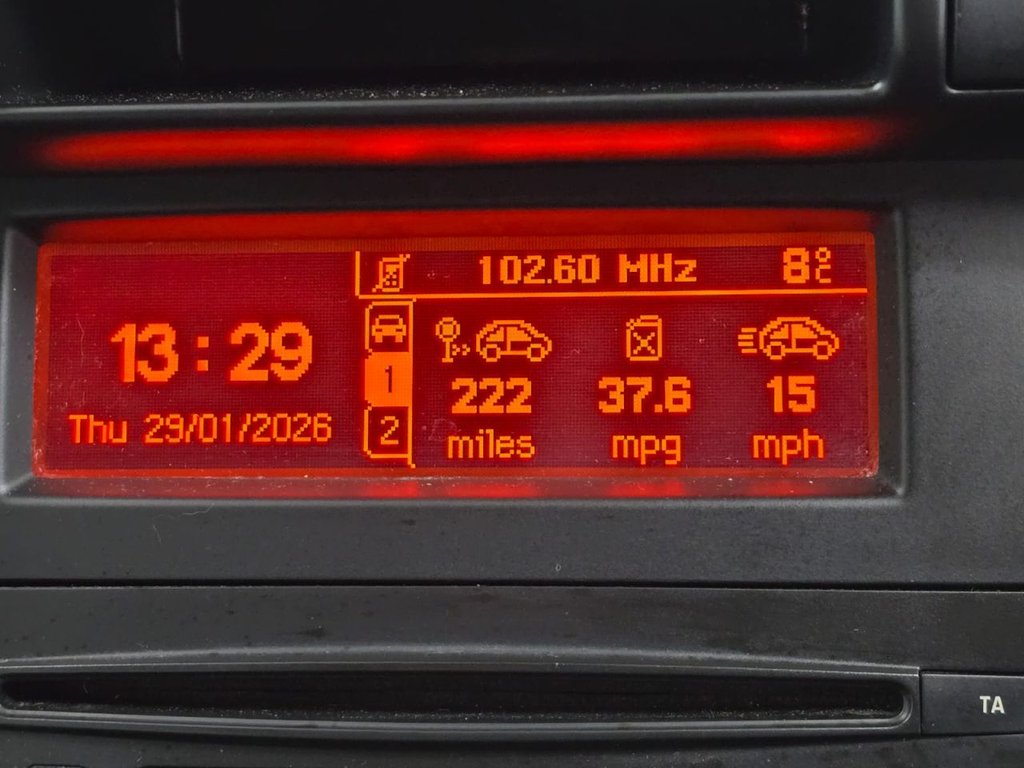 102.60 MHz 8°C
13:29
Thu 29/01/2026
1
2
222 37.6 15
miles mpg mph
TA